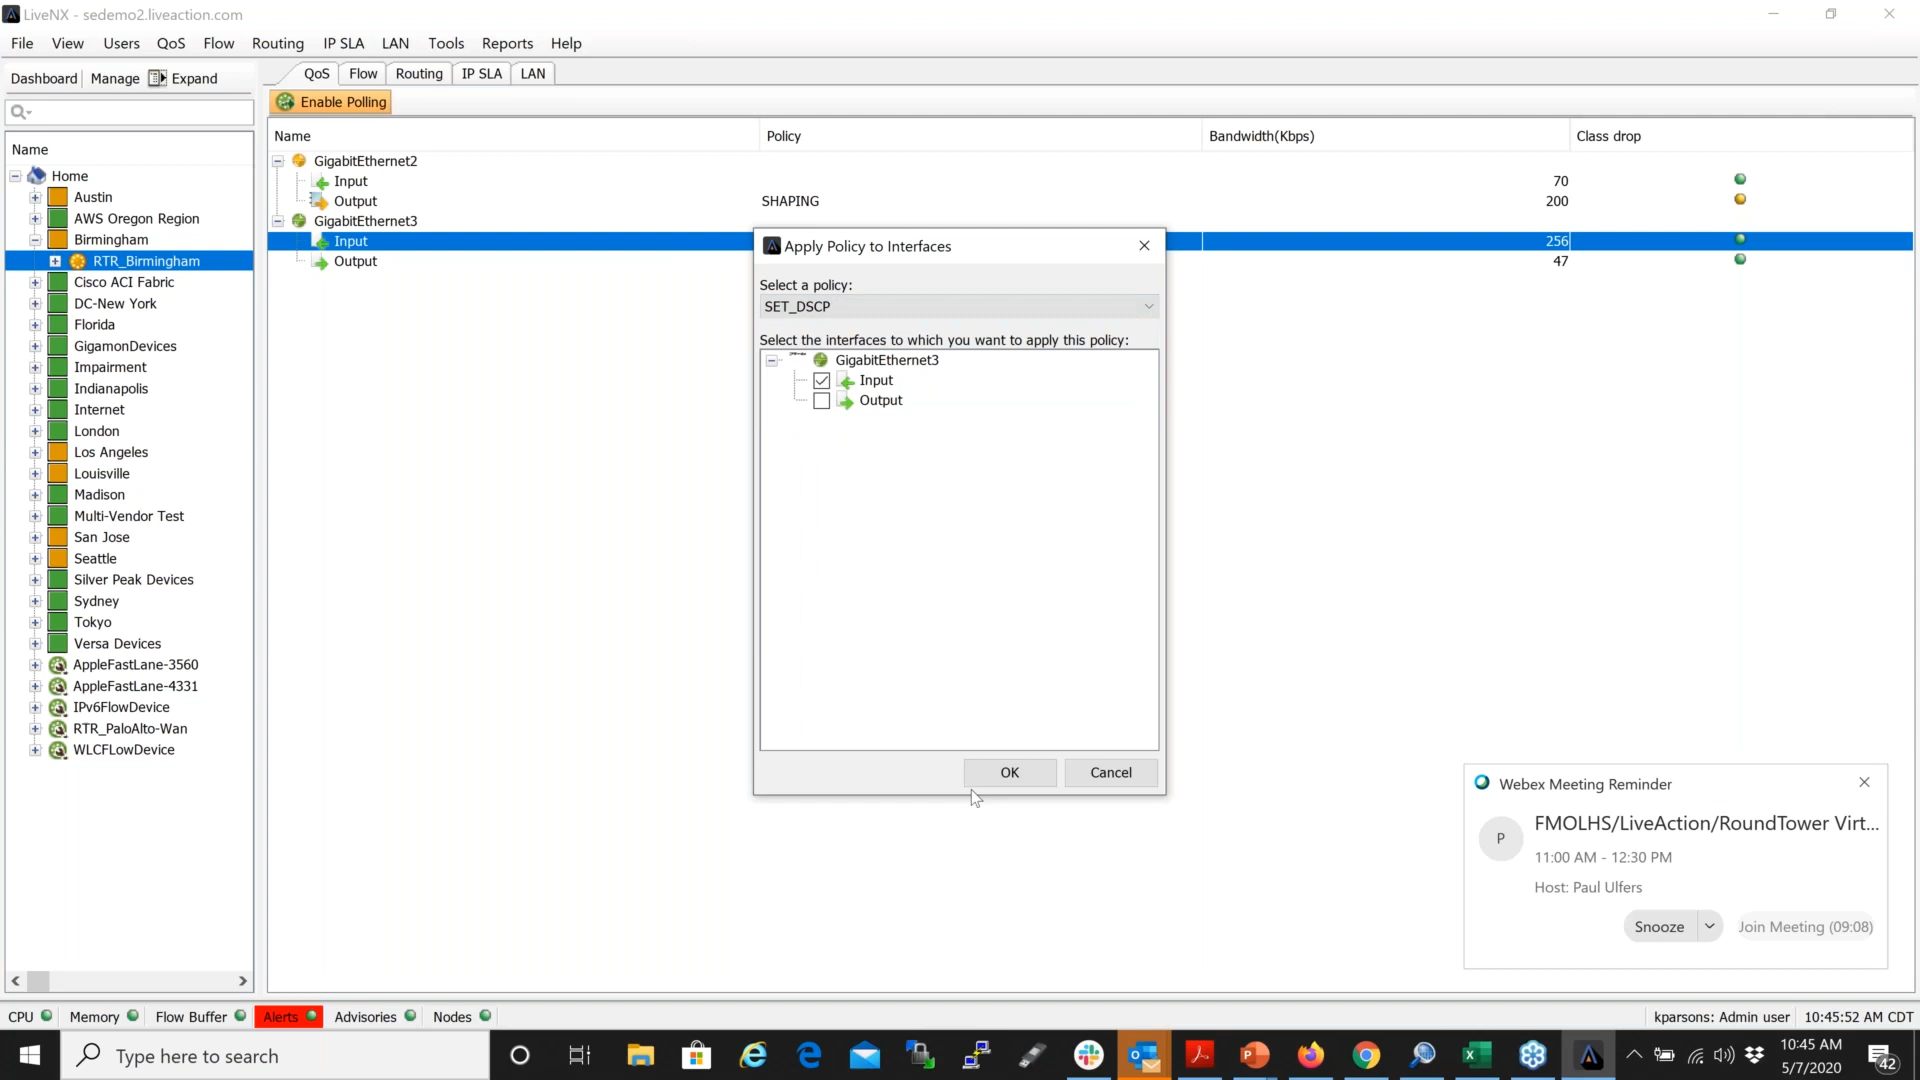 LiveNX - sedemo2.liveaction.com
File View Users QoS Flow Routing IP SLA LAN Tools Reports Help
Dashboard Manage Expand
QoS Flow Routing IP SLA LAN
Enable Polling
Name Policy Bandwidth(Kbps) Class drop
GigabitEthernet2
Input 70
Output SHAPING 200
GigabitEthernet3
Input 256
Output 47
Name
Home
Austin
AWS Oregon Region
Birmingham
RTR_Birmingham
Cisco ACI Fabric
DC-New York
Florida
GigamonDevices
Impairment
Indianapolis
Internet
London
Los Angeles
Louisville
Madison
Multi-Vendor Test
San Jose
Seattle
Silver Peak Devices
Sydney
Tokyo
Versa Devices
AppleFastLane-3560
AppleFastLane-4331
IPv6FlowDevice
RTR_PaloAlto-Wan
WLCFLowDevice
Apply Policy to Interfaces
Select a policy:
SET_DSCP
Select the interfaces to which you want to apply this policy:
GigabitEthernet3
Input
Output
OK Cancel
Webex Meeting Reminder
P
FMOLHS/LiveAction/RoundTower Virt...
11:00 AM - 12:30 PM
Host: Paul Ulfers
Snooze Join Meeting (09:08)
CPU Memory Flow Buffer Alerts Advisories Nodes kparsons: Admin user 10:45:52 AM CDT
Type here to search
10:45 AM
5/7/2020
42